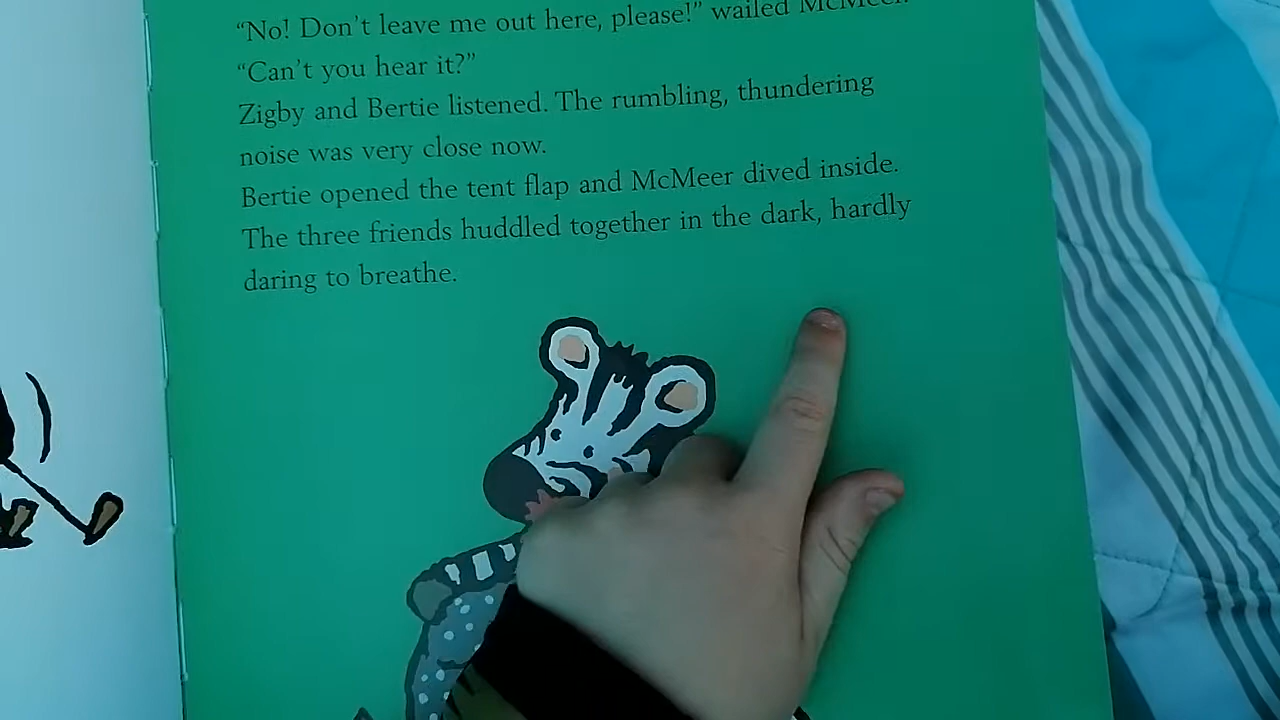 “No! Don’t leave me out here, please!” wailed McMeer.
“Can’t you hear it?”
Zigby and Bertie listened. The rumbling, thundering
noise was very close now.
Bertie opened the tent flap and McMeer dived inside.
The three friends huddled together in the dark, hardly
daring to breathe.